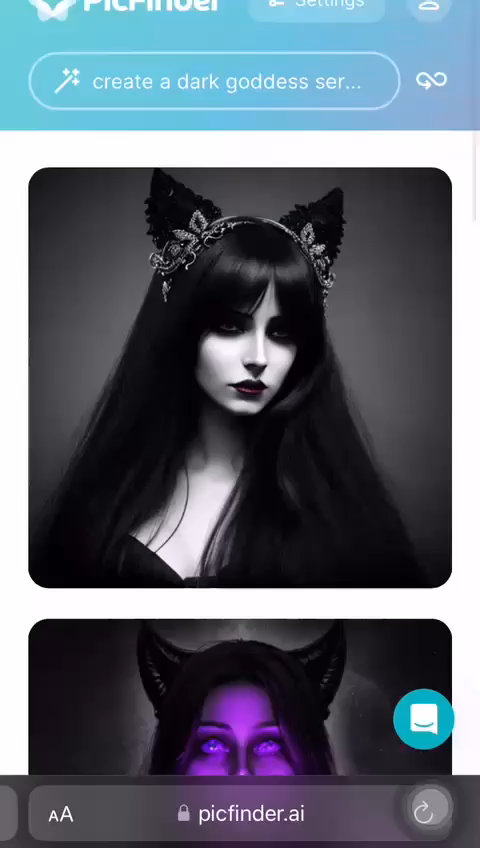 PicFinder
Settings
create a dark goddess ser...
AA
picfinder.ai